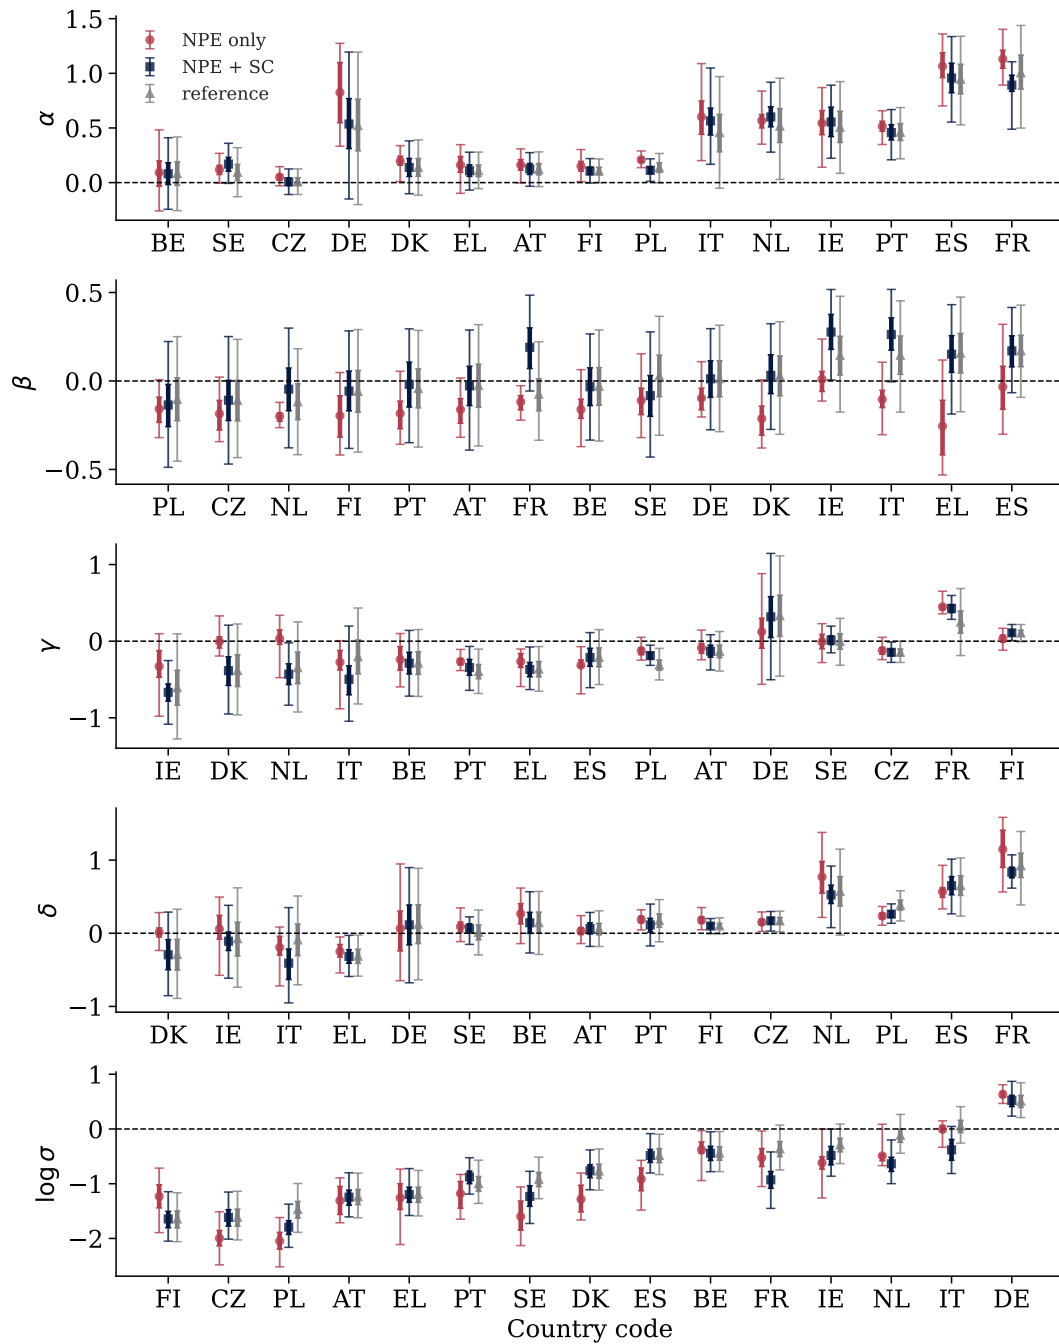 1.5
1.0
0.5
0.0
α
NPE only
NPE + SC
reference
BE SE CZ DE DK EL AT FI PL IT NL IE PT ES FR
0.5
0.0
−0.5
β
PL CZ NL FI PT AT FR BE SE DE DK IE IT EL ES
1
0
−1
γ
IE DK NL IT BE PT EL ES PL AT DE SE CZ FR FI
1
0
−1
δ
DK IE IT EL DE SE BE AT PT FI CZ NL PL ES FR
1
0
−1
−2
log σ
FI CZ PL AT EL PT SE DK ES BE FR IE NL IT DE
Country code